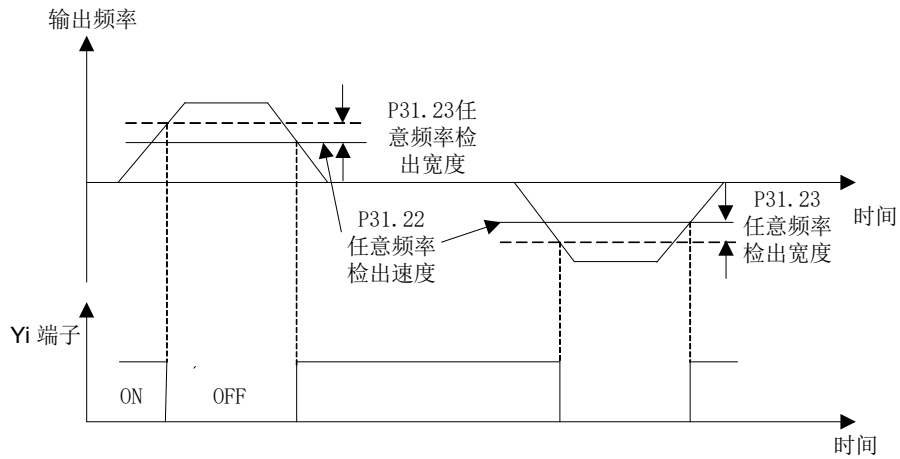 输出频率
P31.23任
意频率检
出宽度
P31.22
任意频率
检出速度
P31.23
任意频率
检出宽度
时间
Yi 端子
ON
OFF
时间